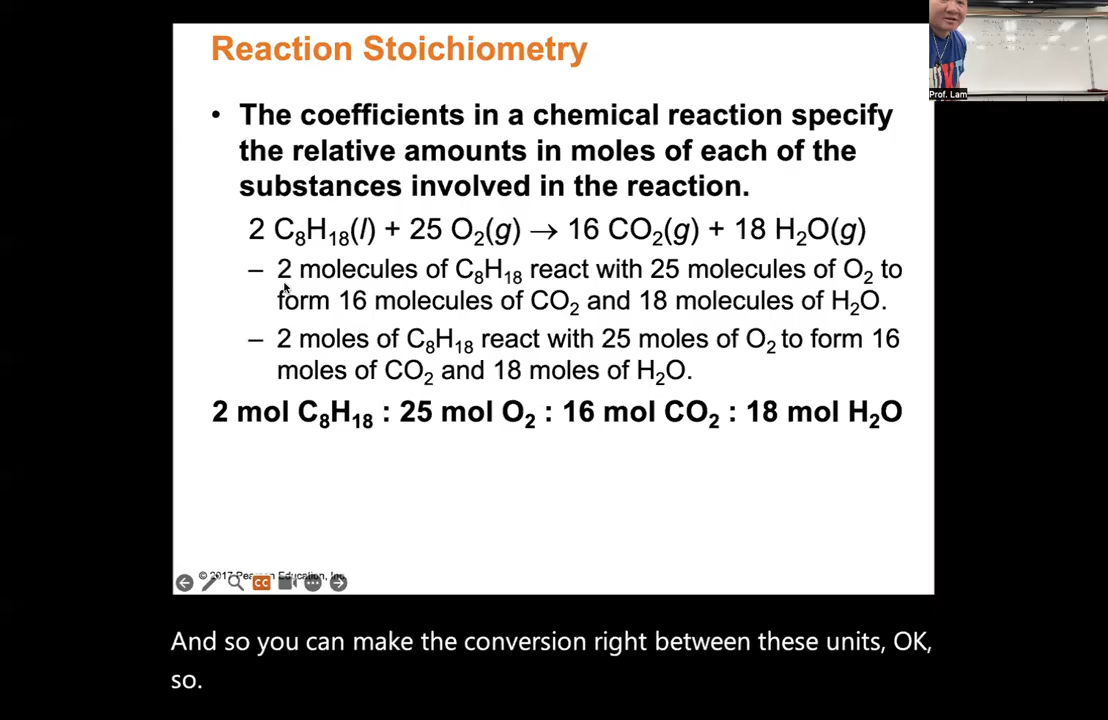 Reaction Stoichiometry
• The coefficients in a chemical reaction specify
the relative amounts in moles of each of the
substances involved in the reaction.
2 C₈H₁₈(l) + 25 O₂(g) → 16 CO₂(g) + 18 H₂O(g)
– 2 molecules of C₈H₁₈ react with 25 molecules of O₂ to
form 16 molecules of CO₂ and 18 molecules of H₂O.
– 2 moles of C₈H₁₈ react with 25 moles of O₂ to form 16
moles of CO₂ and 18 moles of H₂O.
2 mol C₈H₁₈ : 25 mol O₂ : 16 mol CO₂ : 18 mol H₂O
© 2017 Pearson Education, Inc.
CC
Prof. Lam
And so you can make the conversion right between these units, OK,
so.